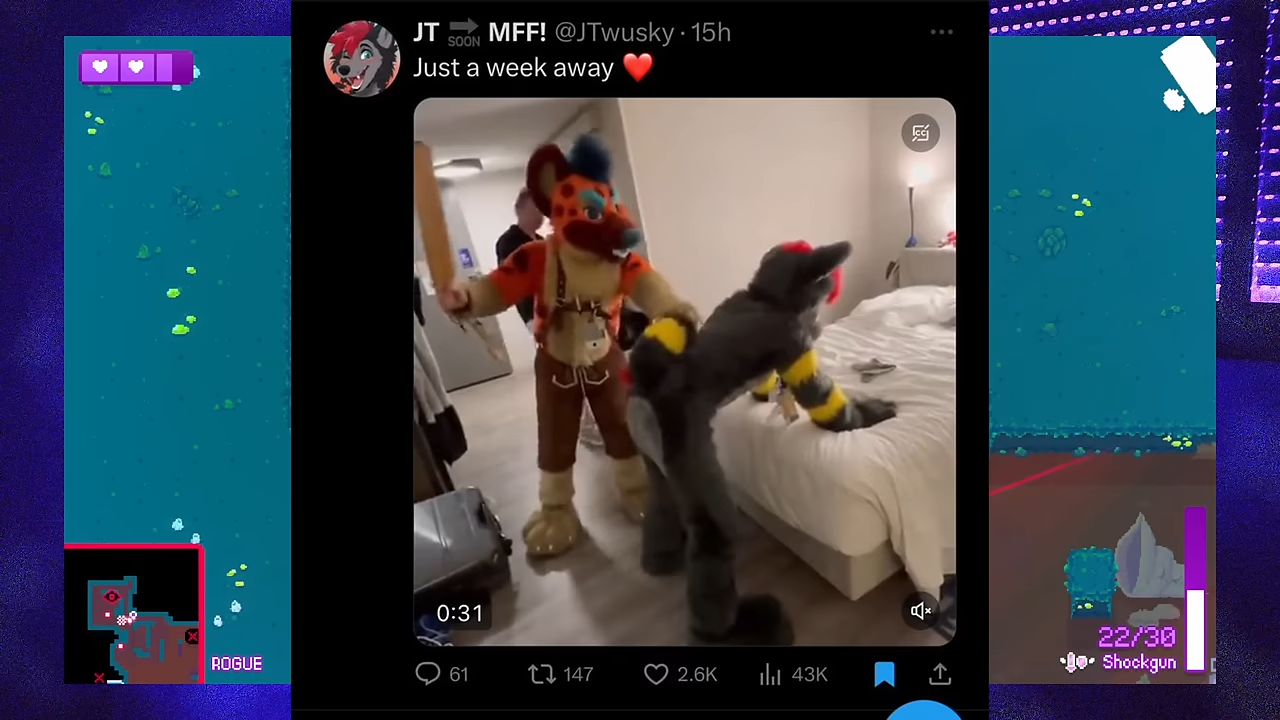 JT SOON MFF! @JTwusky · 15h
Just a week away ❤️
0:31
61 147 2.6K 43K
ROGUE
22/30
Shockgun